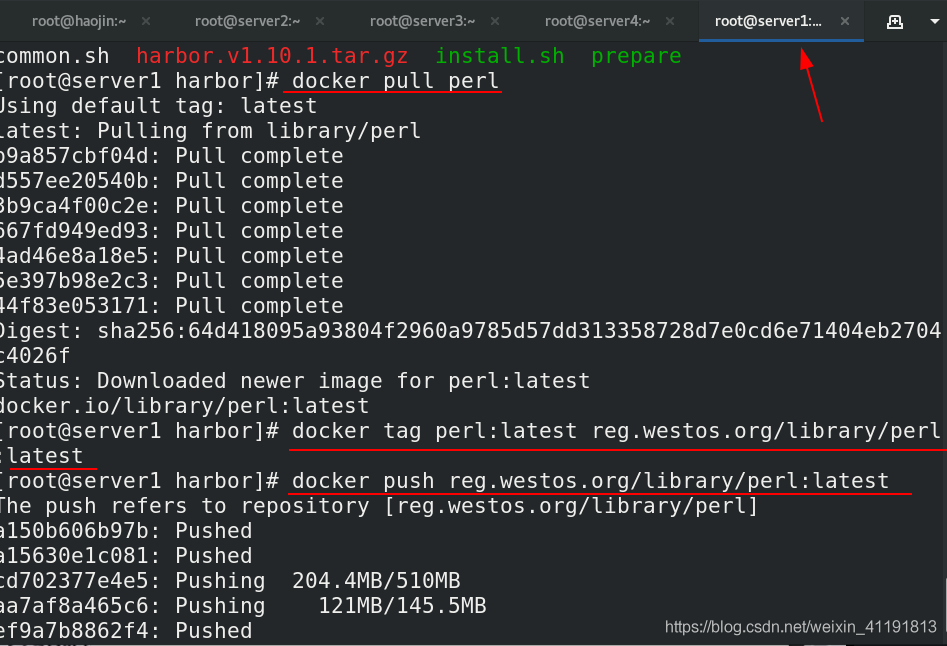 root@haojin:~ × root@server2:~ × root@server3:~ × root@server4:~ × root@server1:... ×
common.sh harbor.v1.10.1.tar.gz install.sh prepare
[root@server1 harbor]# docker pull perl
Using default tag: latest
latest: Pulling from library/perl
b9a857cbf04d: Pull complete
d557ee20540b: Pull complete
3b9ca4f00c2e: Pull complete
667fd949ed93: Pull complete
4ad46e8a18e5: Pull complete
5e397b98e2c3: Pull complete
44f83e053171: Pull complete
Digest: sha256:64d418095a93804f2960a9785d57dd313358728d7e0cd6e71404eb2704
c4026f
Status: Downloaded newer image for perl:latest
docker.io/library/perl:latest
[root@server1 harbor]# docker tag perl:latest reg.westos.org/library/perl
:latest
[root@server1 harbor]# docker push reg.westos.org/library/perl:latest
The push refers to repository [reg.westos.org/library/perl]
a150b606b97b: Pushed
a15630e1c081: Pushed
cd702377e4e5: Pushing 204.4MB/510MB
aa7af8a465c6: Pushing 121MB/145.5MB
ef9a7b8862f4: Pushed
https://blog.csdn.net/weixin_41191813